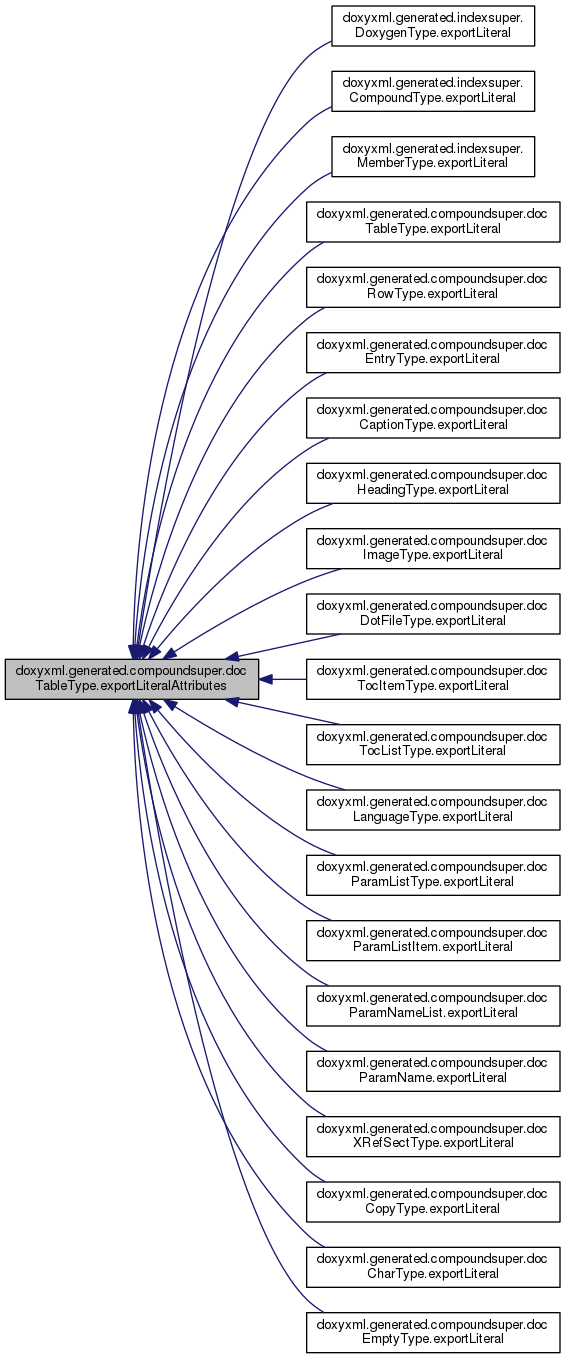 doxyxml.generated.indexsuper.
DoxygenType.exportLiteral
doxyxml.generated.indexsuper.
CompoundType.exportLiteral
doxyxml.generated.indexsuper.
MemberType.exportLiteral
doxyxml.generated.compoundsuper.doc
TableType.exportLiteral
doxyxml.generated.compoundsuper.doc
RowType.exportLiteral
doxyxml.generated.compoundsuper.doc
EntryType.exportLiteral
doxyxml.generated.compoundsuper.doc
CaptionType.exportLiteral
doxyxml.generated.compoundsuper.doc
HeadingType.exportLiteral
doxyxml.generated.compoundsuper.doc
ImageType.exportLiteral
doxyxml.generated.compoundsuper.doc
DotFileType.exportLiteral
doxyxml.generated.compoundsuper.doc
TableType.exportLiteralAttributes
doxyxml.generated.compoundsuper.doc
TocItemType.exportLiteral
doxyxml.generated.compoundsuper.doc
TocListType.exportLiteral
doxyxml.generated.compoundsuper.doc
LanguageType.exportLiteral
doxyxml.generated.compoundsuper.doc
ParamListType.exportLiteral
doxyxml.generated.compoundsuper.doc
ParamListItem.exportLiteral
doxyxml.generated.compoundsuper.doc
ParamNameList.exportLiteral
doxyxml.generated.compoundsuper.doc
ParamName.exportLiteral
doxyxml.generated.compoundsuper.doc
XRefSectType.exportLiteral
doxyxml.generated.compoundsuper.doc
CopyType.exportLiteral
doxyxml.generated.compoundsuper.doc
CharType.exportLiteral
doxyxml.generated.compoundsuper.doc
EmptyType.exportLiteral